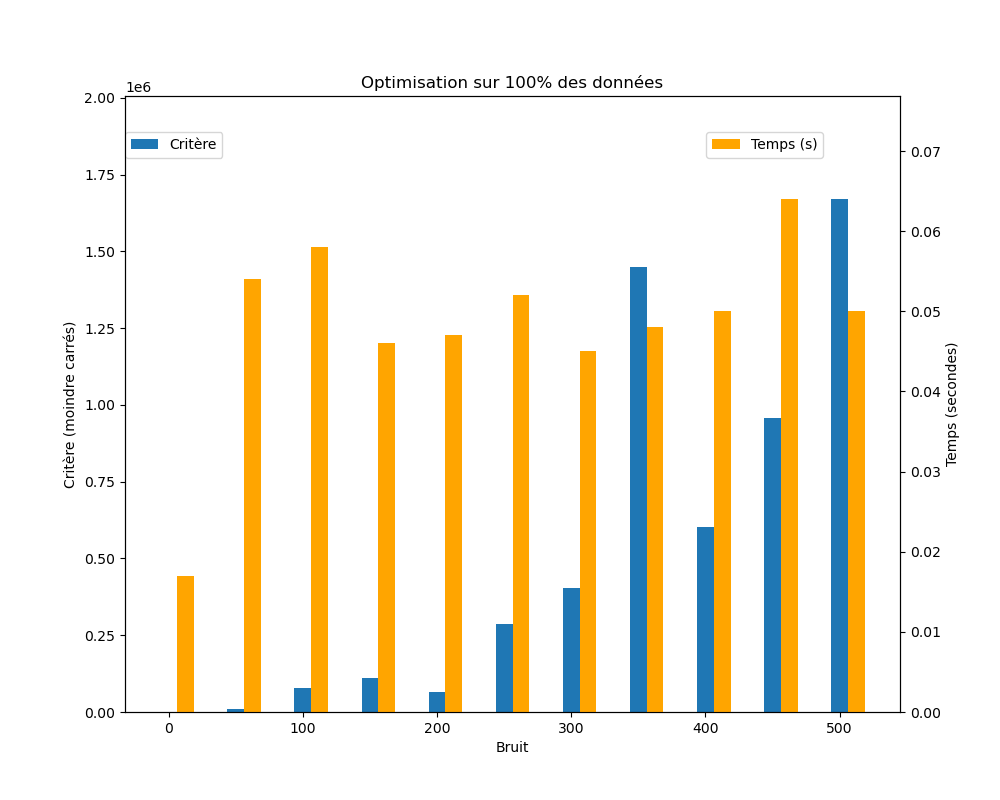 Optimisation sur 100% des données
1e6
Critère
Temps (s)
Critère (moindre carrés)
2.00
1.75
1.50
1.25
1.00
0.75
0.50
0.25
0.00
0.07
0.06
0.05
0.04
0.03
0.02
0.01
0.00
Temps (secondes)
0 100 200 300 400 500
Bruit